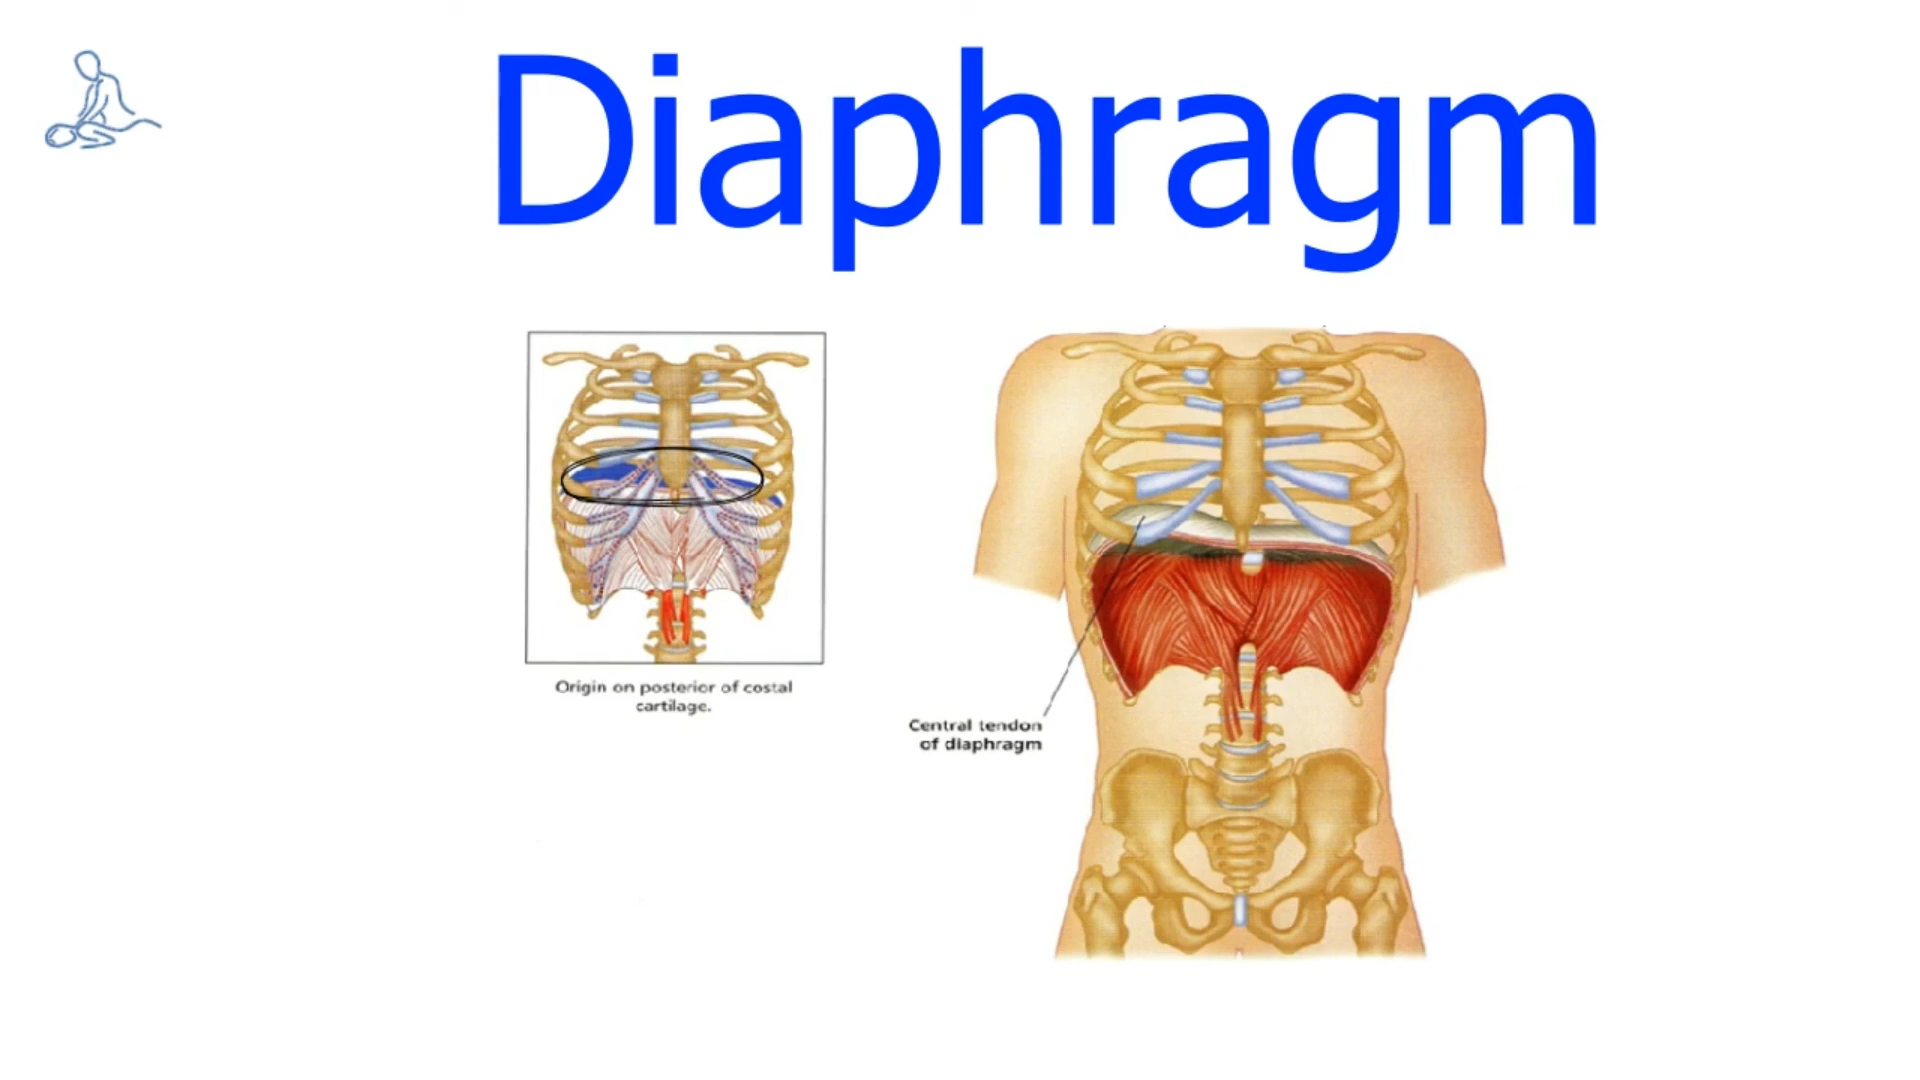 Diaphragm
Origin on posterior of costal
cartilage.
Central tendon
of diaphragm